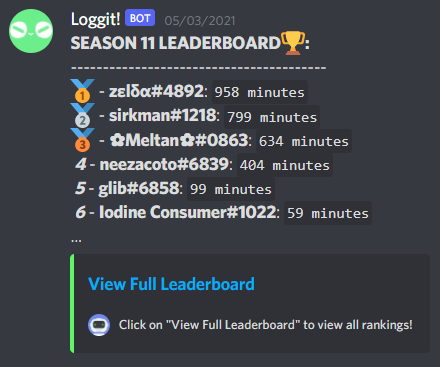 Loggit! BOT 05/03/2021
SEASON 11 LEADERBOARD🏆:
----------------------------------------
🥇 - zεlδα#4892: 958 minutes
🥈 - sirkman#1218: 799 minutes
🥉 - ✿Meltan✿#0863: 634 minutes
4 - neezacoto#6839: 404 minutes
5 - glib#6858: 99 minutes
6 - Iodine Consumer#1022: 59 minutes
...
View Full Leaderboard
Click on "View Full Leaderboard" to view all rankings!